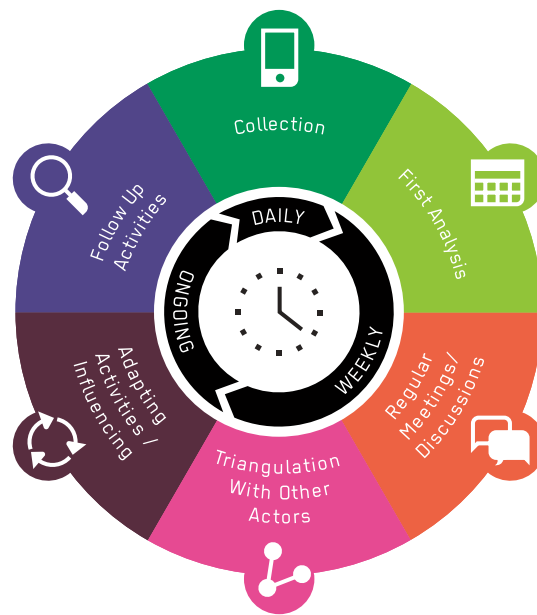 Collection
First Analysis
Regular
Meetings/
Discussions
Triangulation
With Other
Actors
Adapting
Activities /
Influencing
Follow Up
Activities
DAILY
WEEKLY
ONGOING